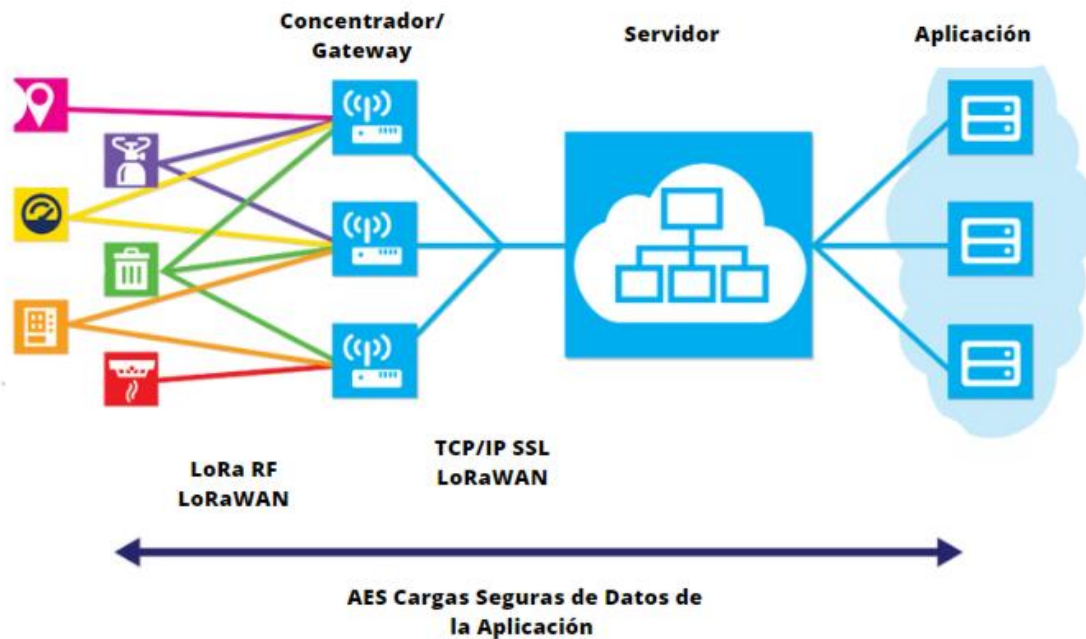 Concentrador/
Gateway
Servidor
Aplicación
LoRa RF
LoRaWAN
TCP/IP SSL
LoRaWAN
AES Cargas Seguras de Datos de
la Aplicación